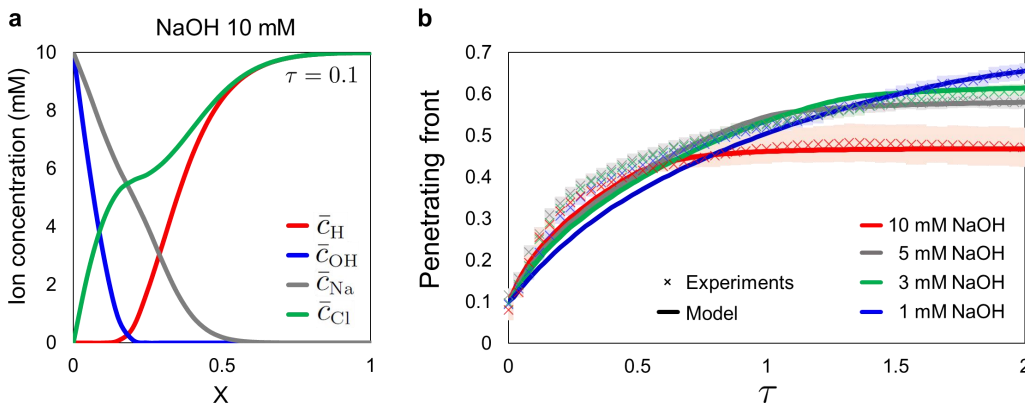 a
NaOH 10 mM
Ion concentration (mM)
10
8
6
4
2
0
τ = 0.1
c̄H
c̄OH
c̄Na
c̄Cl
0
0.5
1
X
b
Penetrating front
0.7
0.6
0.5
0.4
0.3
0.2
0.1
0
× Experiments
Model
10 mM NaOH
5 mM NaOH
3 mM NaOH
1 mM NaOH
0
0.5
1
1.5
2
τ